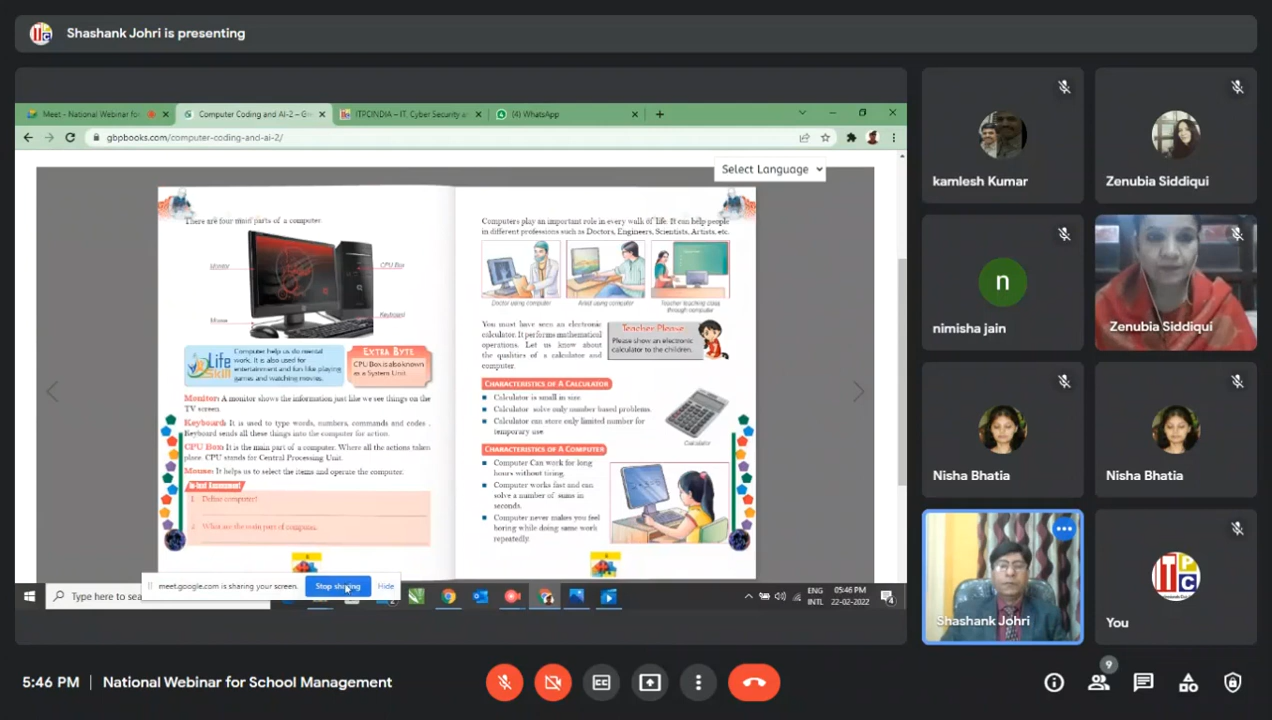 Shashank Johri is presenting
Meet - National Webinar for
Computer Coding and AI-2 – G
ITPCINDIA – IT, Cyber Security a
(4) WhatsApp
gbpbooks.com/computer-coding-and-ai-2/
Select Language
There are four main parts of a computer
Monitor
CPU Box
Mouse
Keyboard
Life Skill
Computer help us do mental
work. It is also used for
entertainment and fun like playing
games and watching movies.
EXTRA BYTE
CPU Box is also known
as a System Unit.
Monitor: A monitor shows the information just like we see things on the
TV screen.
Keyboard: It is used to type words, numbers, commands and codes .
Keyboard sends all these things into the computer for action.
CPU Box: It is the main part of a computer. Where all the actions takes
place. CPU stands for Central Processing Unit.
Mouse: It helps us to select the items and operate the computer.
In-text Assessment
1. Define computer?
2. What are the main part of computer.
Computers play an important role in every walk of life. It can help people
in different professions such as Doctors, Engineers, Scientists, Artists, etc.
Doctor using computer
Artist using computer
Teacher teaching class
through computer
You must have seen an electronic
calculator. It performs mathematical
operations. Let us know about
the qualities of a calculator and
computer.
Teacher Please
Please show an electronic
calculator to the children.
CHARACTERISTICS OF A CALCULATOR
Calculator is small in size
Calculator solve only number based problems.
Calculator can store only limited number for
temporary use
Calculator
CHARACTERISTICS OF A COMPUTER
Computer Can work for long
hours without tiring.
Computer works fast and can
solve a number of sums in
seconds.
Computer never makes you feel
boring while doing same work
repeatedly.
meet.google.com is sharing your screen.
Stop sharing
Hide
Type here to sea
ENG
INTL
05:46 PM
22-02-2022
4
kamlesh Kumar
Zenubia Siddiqui
n
nimisha jain
Zenubia Siddiqui
Nisha Bhatia
Nisha Bhatia
Shashank Johri
ITPC
You
5:46 PM
National Webinar for School Management
9